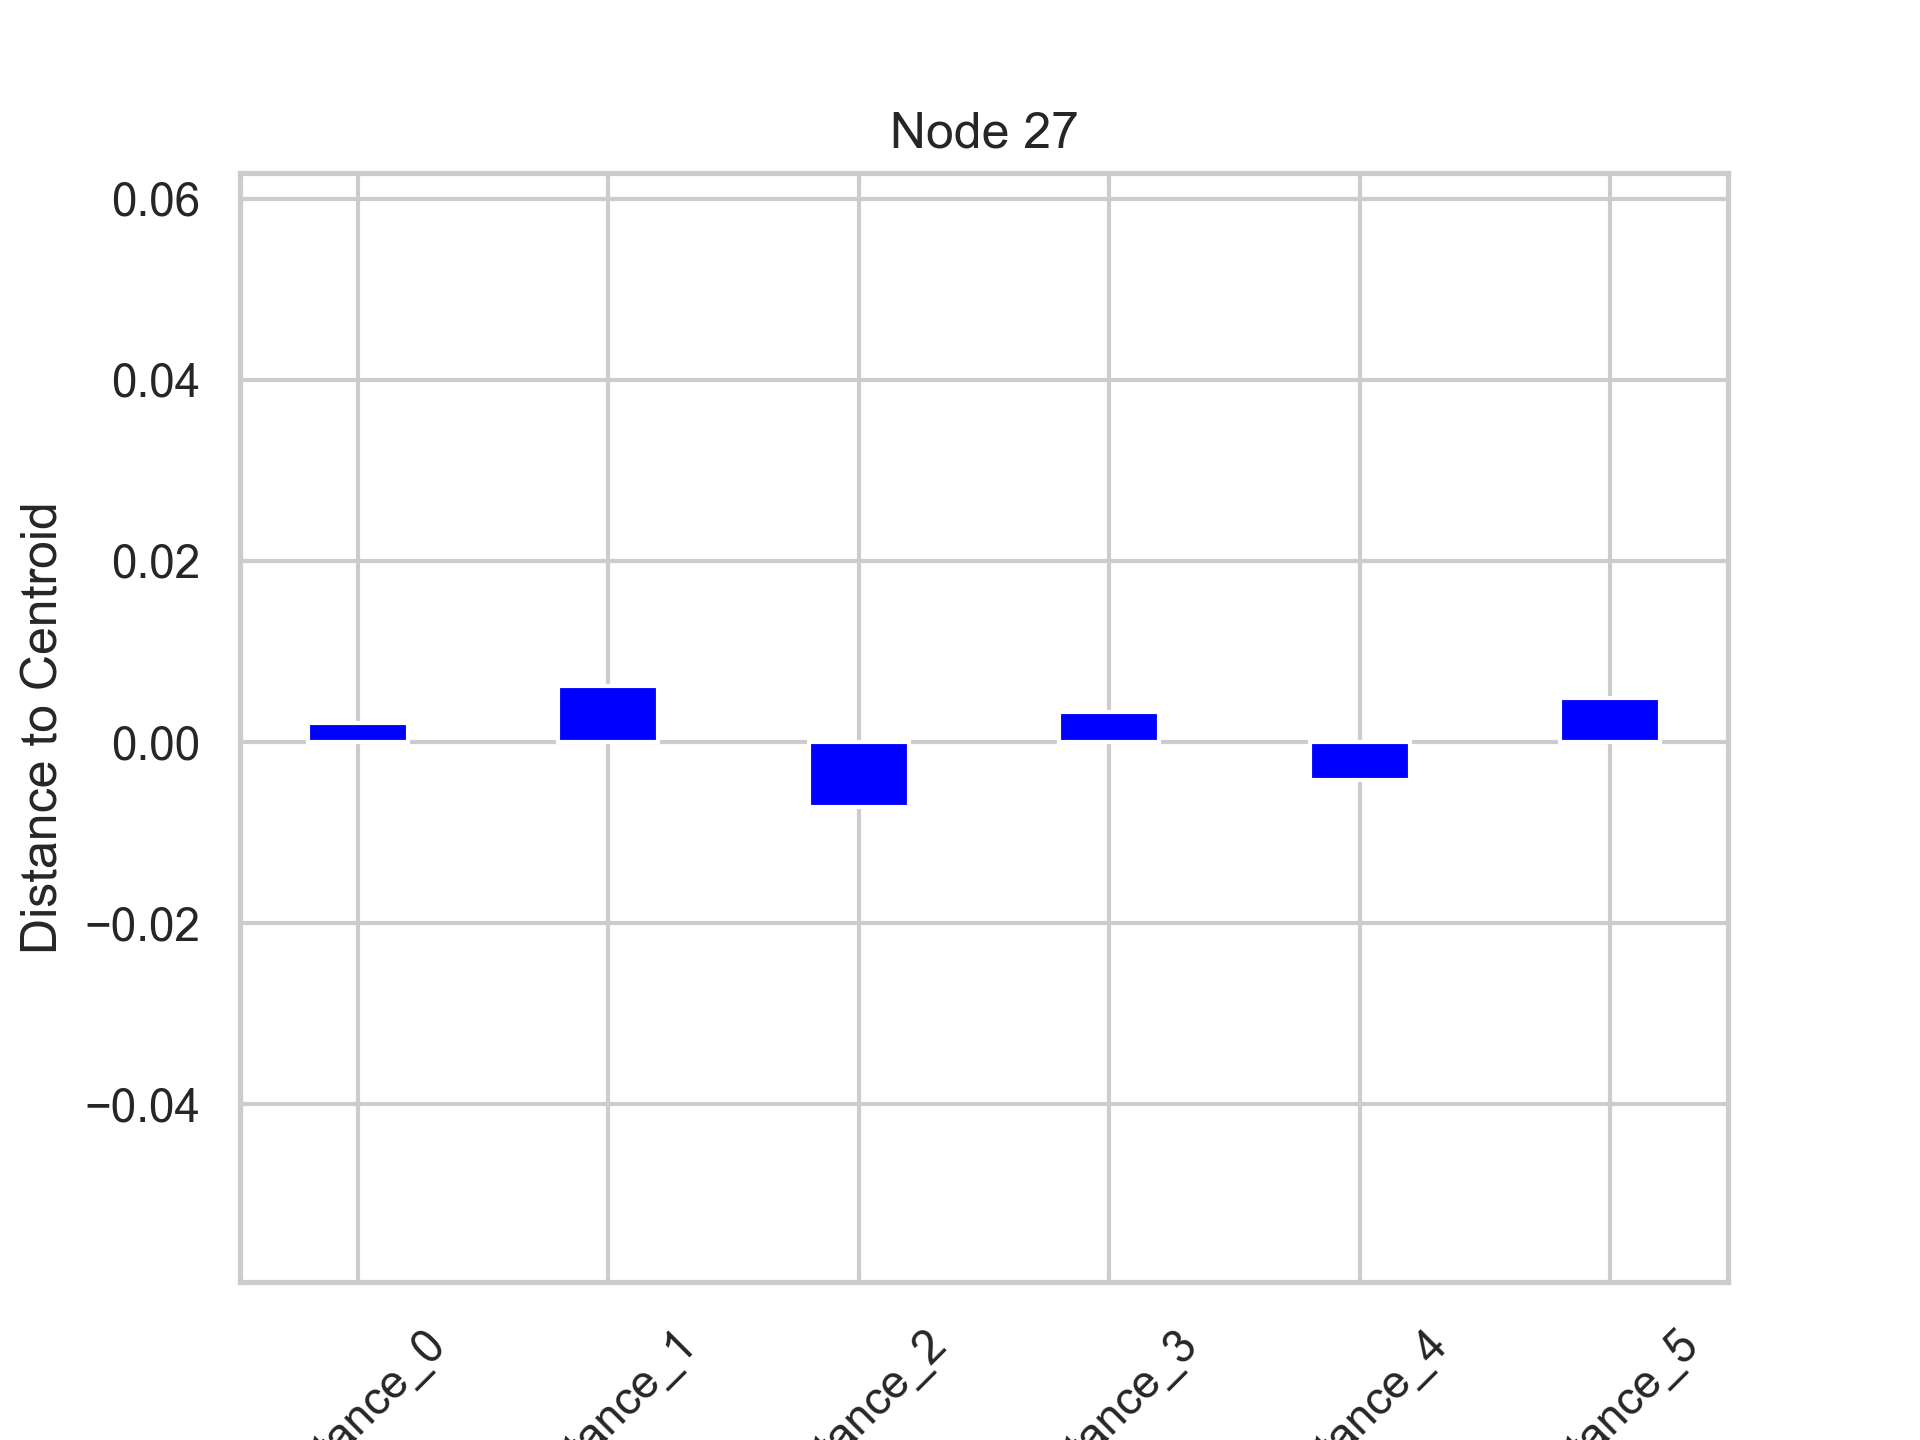 Node 27
0.06
0.04
0.02
0.00
−0.02
−0.04
Distance to Centroid
tance_0
tance_1
tance_2
tance_3
tance_4
tance_5